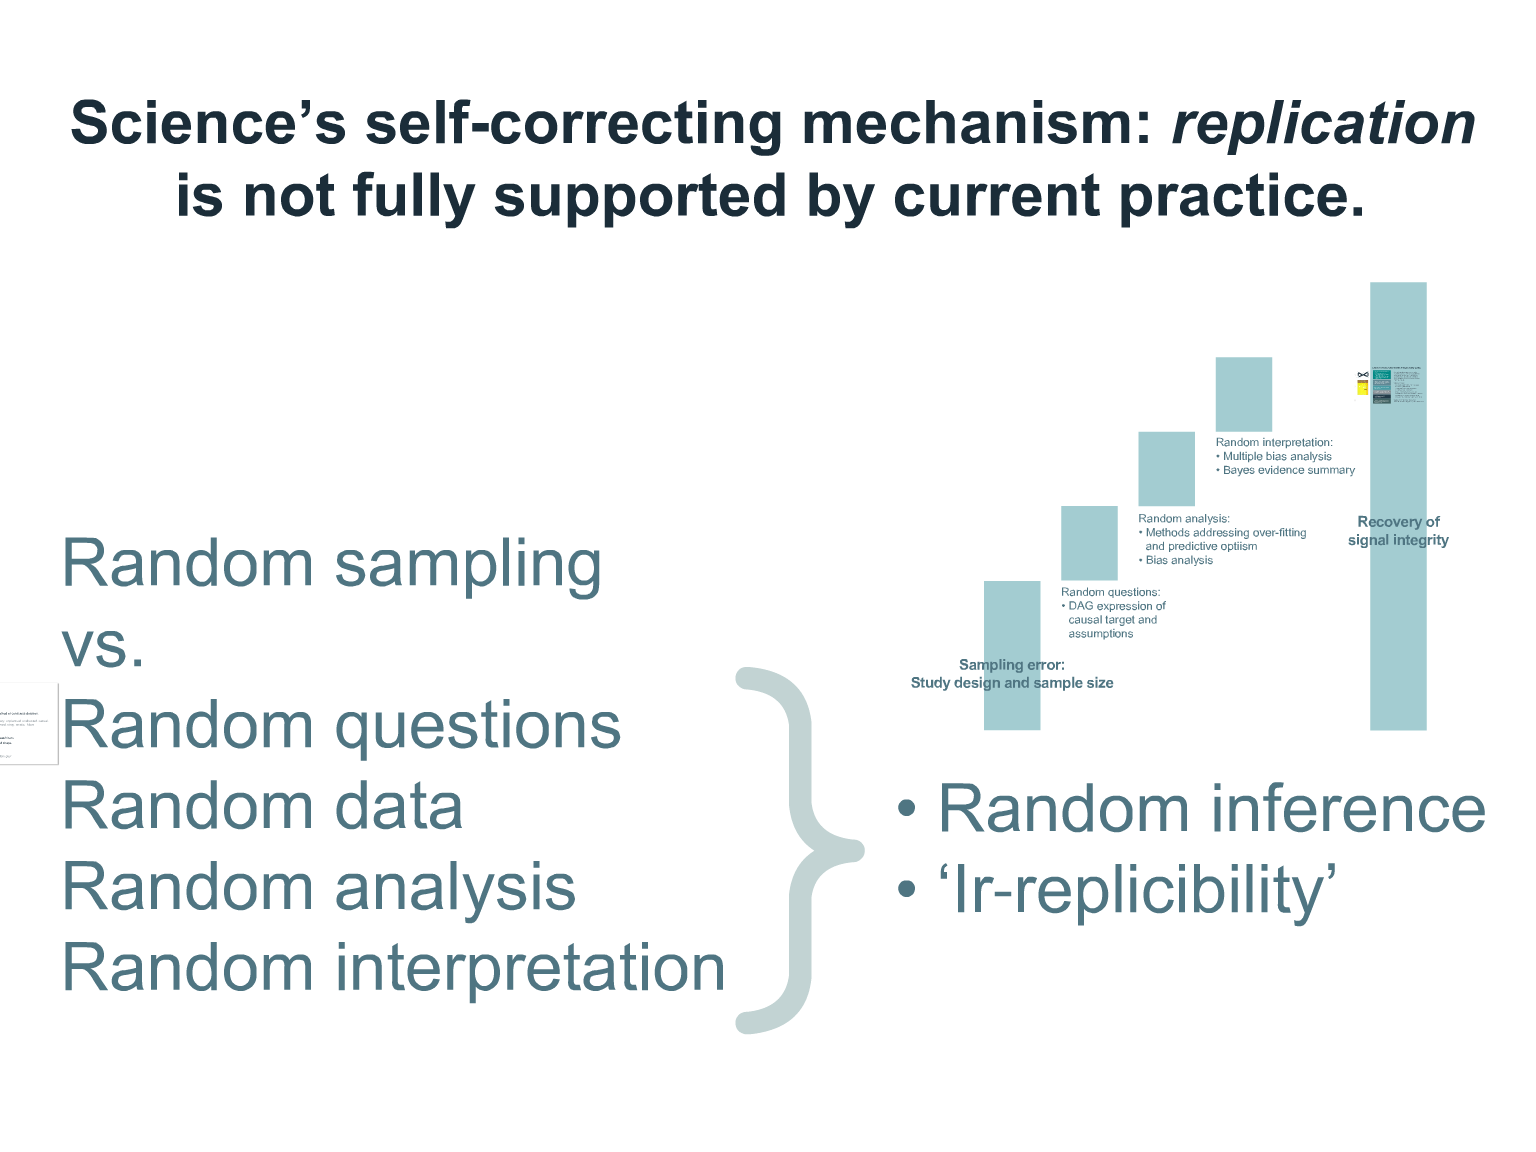 Science’s self-correcting mechanism: replication
is not fully supported by current practice.
Random sampling
vs.
Random questions
Random data
Random analysis
Random interpretation
Random interpretation:
• Multiple bias analysis
• Bayes evidence summary
Random analysis:
• Methods addressing over-fitting
and predictive optiism
• Bias analysis
Random questions:
• DAG expression of
causal target and
assumptions
Sampling error:
Study design and sample size
Recovery of
signal integrity
• Random inference
• ‘Ir-replicibility’